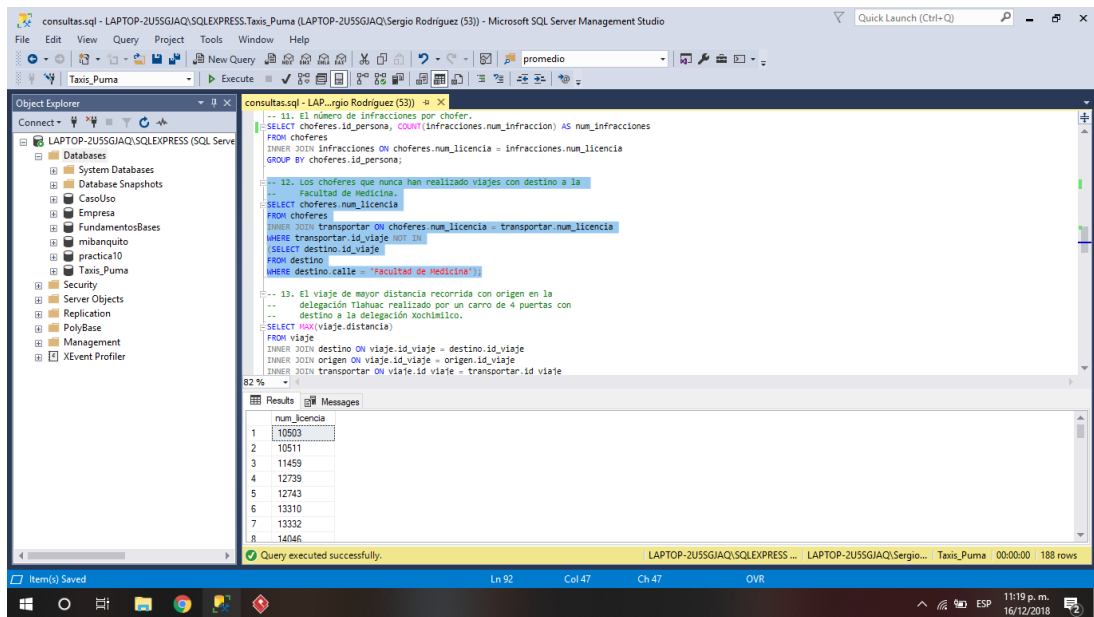 consultas.sql - LAPTOP-2U5SGJAQ\SQLEXPRESS.Taxis_Puma (LAPTOP-2U5SGJAQ\Sergio Rodríguez (53)) - Microsoft SQL Server Management Studio
Quick Launch (Ctrl+Q)
File Edit View Query Project Tools Window Help
New Query
promedio
Taxis_Puma
Execute
Object Explorer
consultas.sql - LAP...rgio Rodríguez (53))
Connect
LAPTOP-2U5SGJAQ\SQLEXPRESS (SQL Serve
Databases
System Databases
Database Snapshots
CasoUso
Empresa
FundamentosBases
mibanquito
practica10
Taxis_Puma
Security
Server Objects
Replication
PolyBase
Management
XEvent Profiler
-- 11. El número de infracciones por chofer.
SELECT choferes.id_persona, COUNT(infracciones.num_infraccion) AS num_infracciones
FROM choferes
INNER JOIN infracciones ON choferes.num_licencia = infracciones.num_licencia
GROUP BY choferes.id_persona;
-- 12. Los choferes que nunca han realizado viajes con destino a la
-- Facultad de Medicina.
SELECT choferes.num_licencia
FROM choferes
INNER JOIN transportar ON choferes.num_licencia = transportar.num_licencia
WHERE transportar.id_viaje NOT IN
(SELECT destino.id_viaje
FROM destino
WHERE destino.calle = 'Facultad de Medicina');
-- 13. El viaje de mayor distancia recorrida con origen en la
-- delegación Tlahuac realizado por un carro de 4 puertas con
-- destino a la delegación Xochimilco.
SELECT MAX(viaje.distancia)
FROM viaje
INNER JOIN destino ON viaje.id_viaje = destino.id_viaje
INNER JOIN origen ON viaje.id_viaje = origen.id_viaje
INNER JOIN transportar ON viaje.id_viaje = transportar.id_viaje
82 %
Results Messages
num_licencia
1 10503
2 10511
3 11459
4 12739
5 12743
6 13310
7 13332
8 14046
Query executed successfully.
LAPTOP-2U5SGJAQ\SQLEXPRESS ... LAPTOP-2U5SGJAQ\Sergio... Taxis_Puma 00:00:00 188 rows
Item(s) Saved
Ln 92 Col 47 Ch 47 OVR
ESP
11:19 p. m.
16/12/2018
2